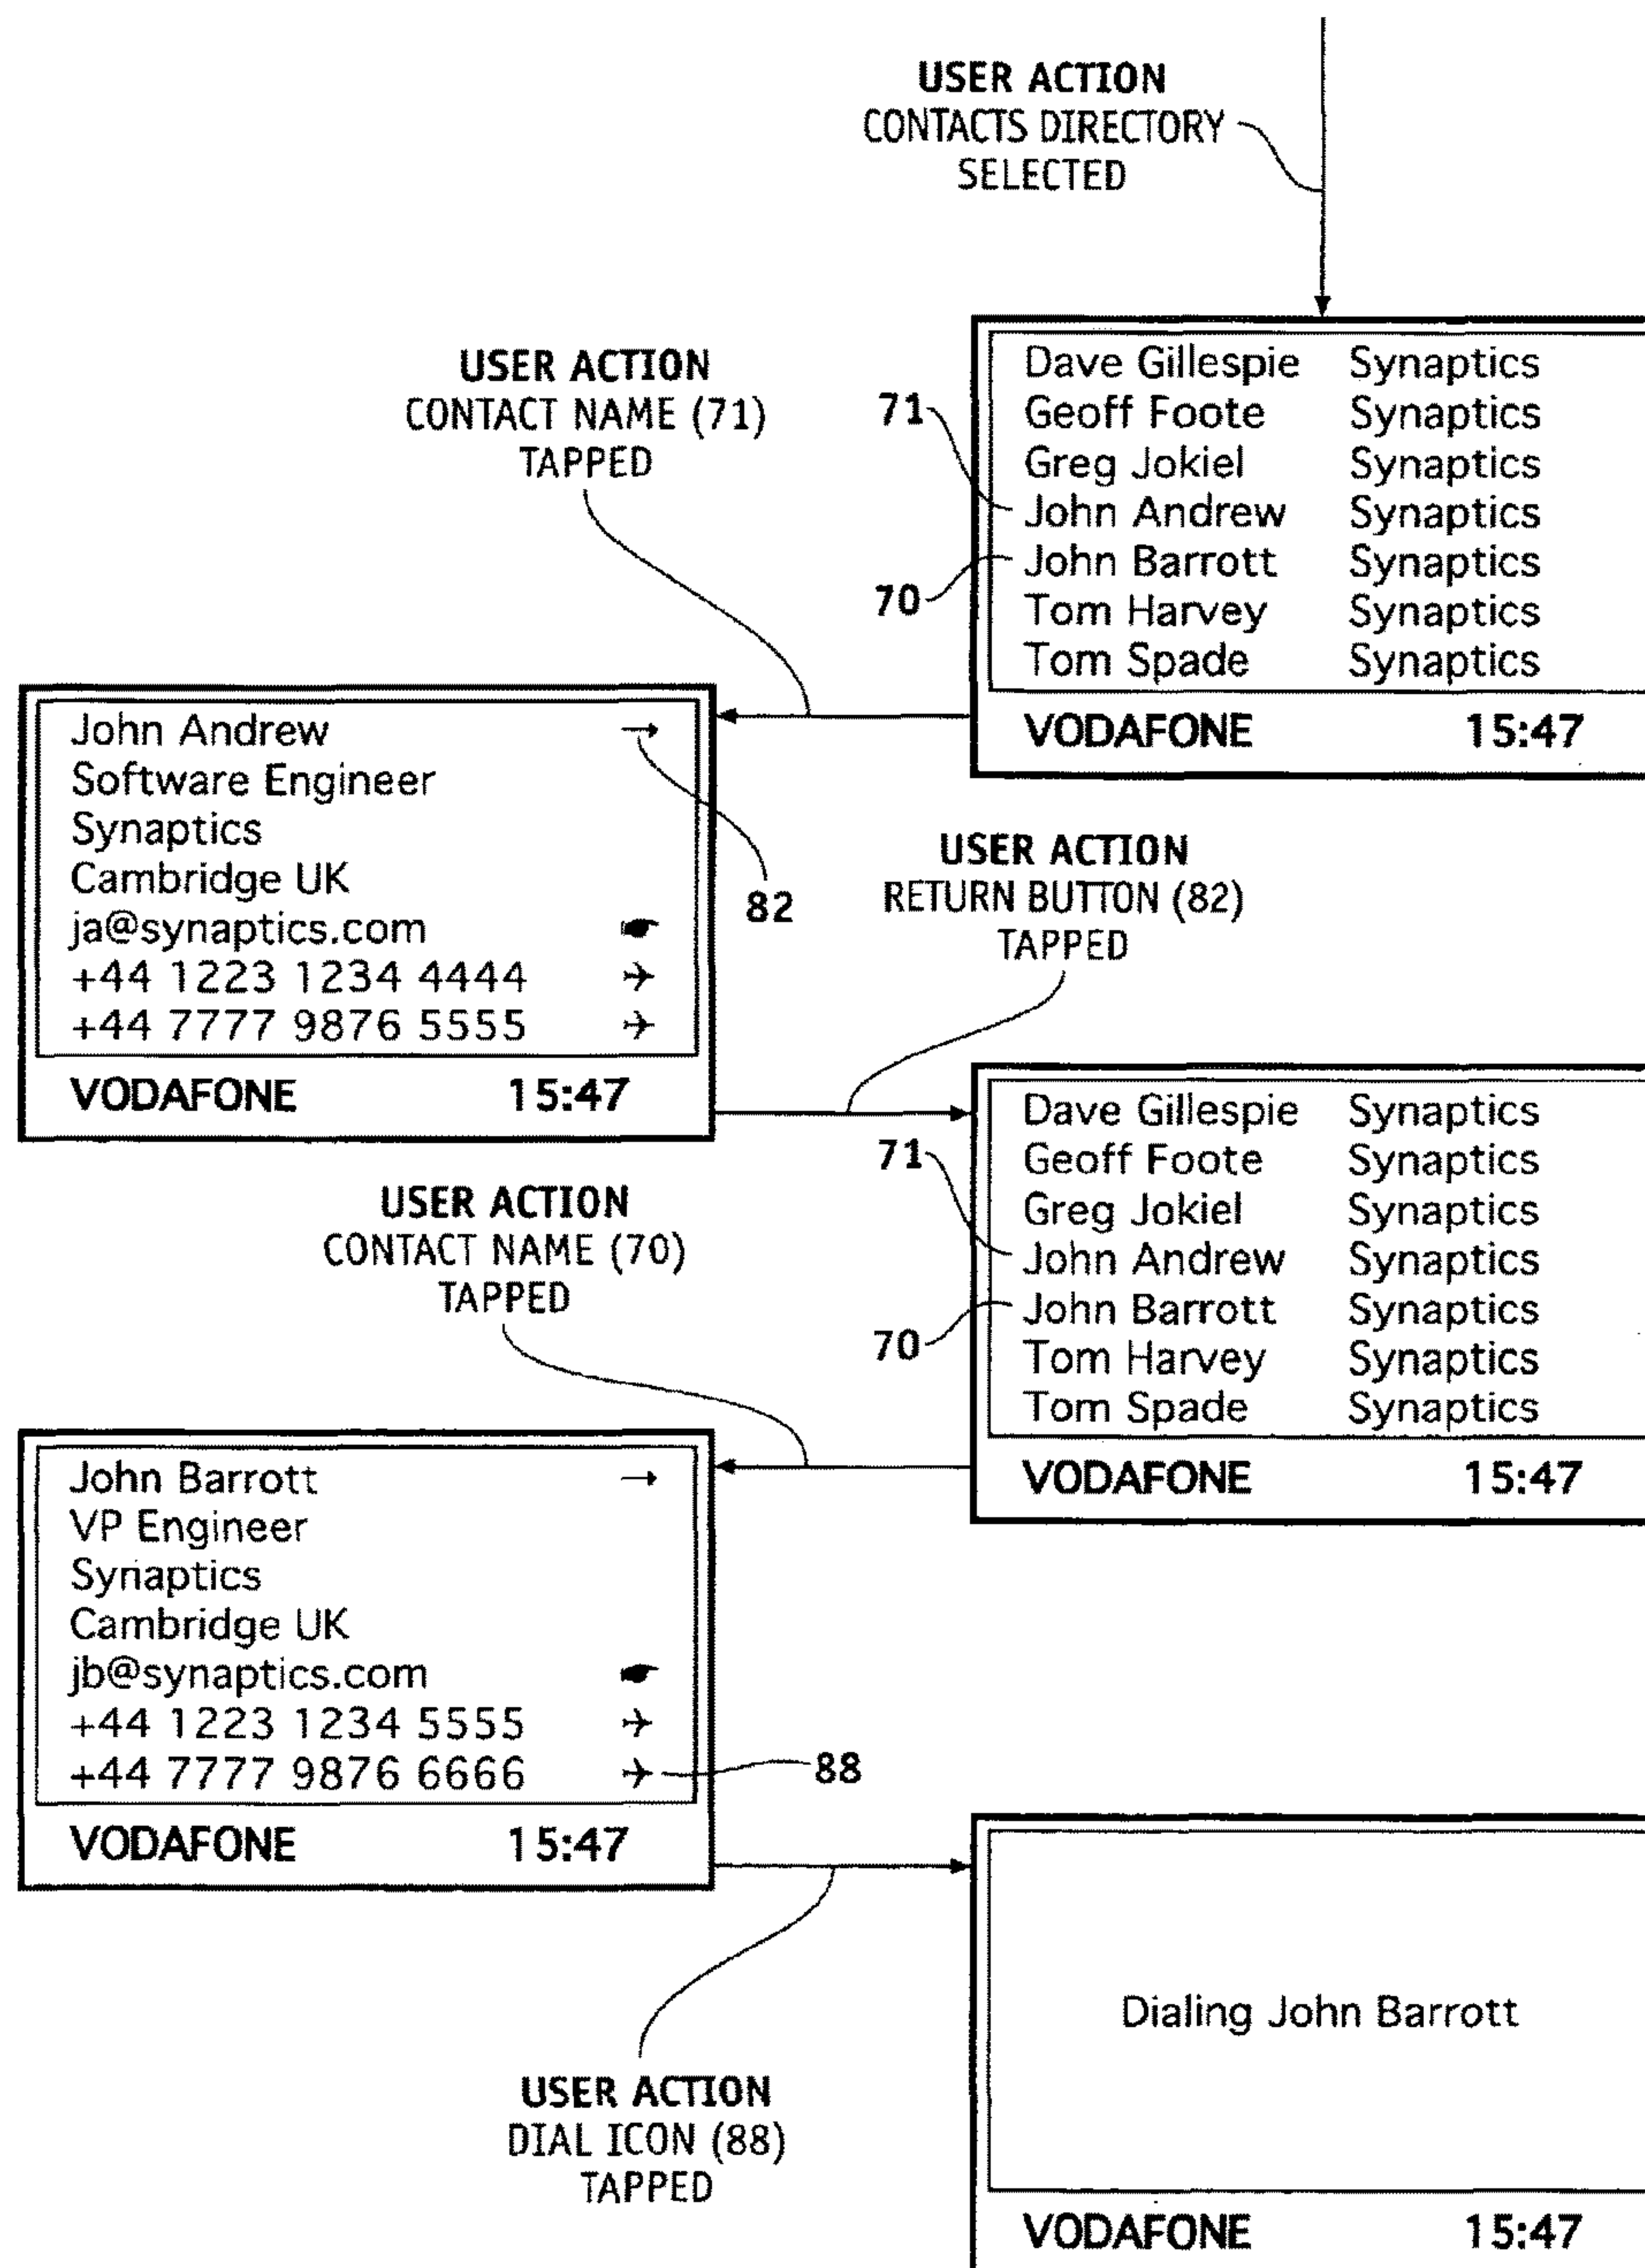 USER ACTION
CONTACTS DIRECTORY
SELECTED
USER ACTION
CONTACT NAME (71)
TAPPED
71
70
Dave Gillespie Synaptics
Geoff Foote Synaptics
Greg Jokiel Synaptics
John Andrew Synaptics
John Barrott Synaptics
Tom Harvey Synaptics
Tom Spade Synaptics
VODAFONE 15:47
John Andrew →
Software Engineer
Synaptics
Cambridge UK
ja@synaptics.com
+44 1223 1234 4444
+44 7777 9876 5555
VODAFONE 15:47
82
USER ACTION
RETURN BUTTON (82)
TAPPED
71
70
Dave Gillespie Synaptics
Geoff Foote Synaptics
Greg Jokiel Synaptics
John Andrew Synaptics
John Barrott Synaptics
Tom Harvey Synaptics
Tom Spade Synaptics
VODAFONE 15:47
USER ACTION
CONTACT NAME (70)
TAPPED
John Barrott →
VP Engineer
Synaptics
Cambridge UK
jb@synaptics.com
+44 1223 1234 5555
+44 7777 9876 6666
88
VODAFONE 15:47
USER ACTION
DIAL ICON (88)
TAPPED
Dialing John Barrott
VODAFONE 15:47